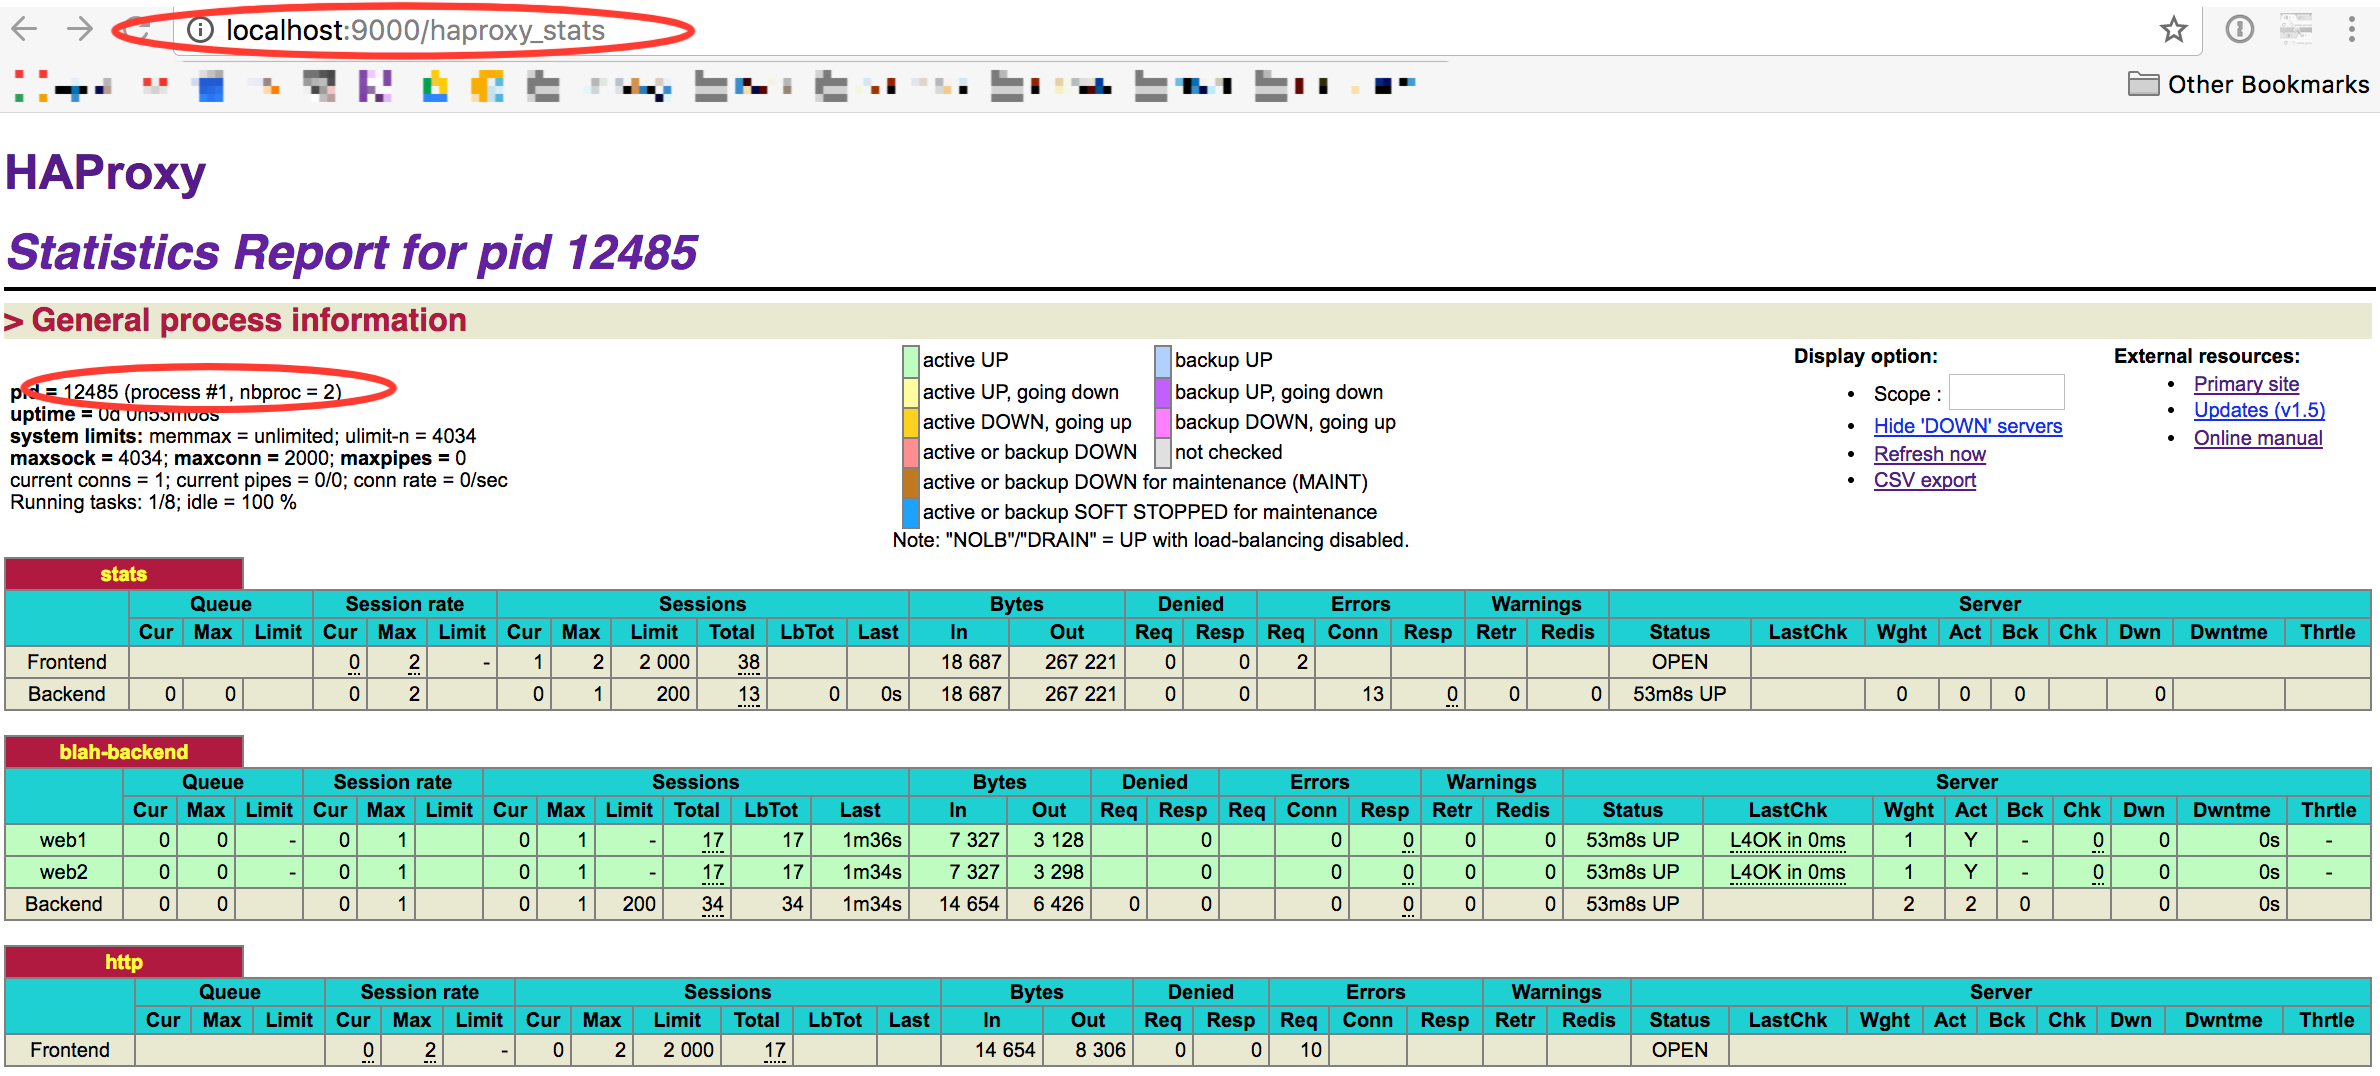 localhost:9000/haproxy_stats
Other Bookmarks
HAProxy
Statistics Report for pid 12485
> General process information
pid = 12485 (process #1, nbproc = 2)
uptime = 0d 0h53m08s
system limits: memmax = unlimited; ulimit-n = 4034
maxsock = 4034; maxconn = 2000; maxpipes = 0
current conns = 1; current pipes = 0/0; conn rate = 0/sec
Running tasks: 1/8; idle = 100 %
active UP backup UP
active UP, going down backup UP, going down
active DOWN, going up backup DOWN, going up
active or backup DOWN not checked
active or backup DOWN for maintenance (MAINT)
active or backup SOFT STOPPED for maintenance
Note: "NOLB"/"DRAIN" = UP with load-balancing disabled.
Display option:
• Scope :
• Hide 'DOWN' servers
• Refresh now
• CSV export
External resources:
• Primary site
• Updates (v1.5)
• Online manual
stats
Queue Session rate Sessions Bytes Denied Errors Warnings Server
Cur Max Limit Cur Max Limit Cur Max Limit Total LbTot Last In Out Req Resp Req Conn Resp Retr Redis Status LastChk Wght Act Bck Chk Dwn Dwntme Thrtle
Frontend 0 2 - 1 2 2 000 38 18 687 267 221 0 0 2 OPEN
Backend 0 0 0 2 0 1 200 13 0 0s 18 687 267 221 0 0 13 0 0 0 53m8s UP 0 0 0 0
blah-backend
Queue Session rate Sessions Bytes Denied Errors Warnings Server
Cur Max Limit Cur Max Limit Cur Max Limit Total LbTot Last In Out Req Resp Req Conn Resp Retr Redis Status LastChk Wght Act Bck Chk Dwn Dwntme Thrtle
web1 0 0 - 0 1 0 1 - 17 17 1m36s 7 327 3 128 0 0 0 0 0 53m8s UP L4OK in 0ms 1 Y - 0 0 0s -
web2 0 0 - 0 1 0 1 - 17 17 1m34s 7 327 3 298 0 0 0 0 0 53m8s UP L4OK in 0ms 1 Y - 0 0 0s -
Backend 0 0 0 1 0 1 200 34 34 1m34s 14 654 6 426 0 0 0 0 0 0 53m8s UP 2 2 0 0 0s
http
Queue Session rate Sessions Bytes Denied Errors Warnings Server
Cur Max Limit Cur Max Limit Cur Max Limit Total LbTot Last In Out Req Resp Req Conn Resp Retr Redis Status LastChk Wght Act Bck Chk Dwn Dwntme Thrtle
Frontend 0 2 - 0 2 2 000 17 14 654 8 306 0 0 10 OPEN